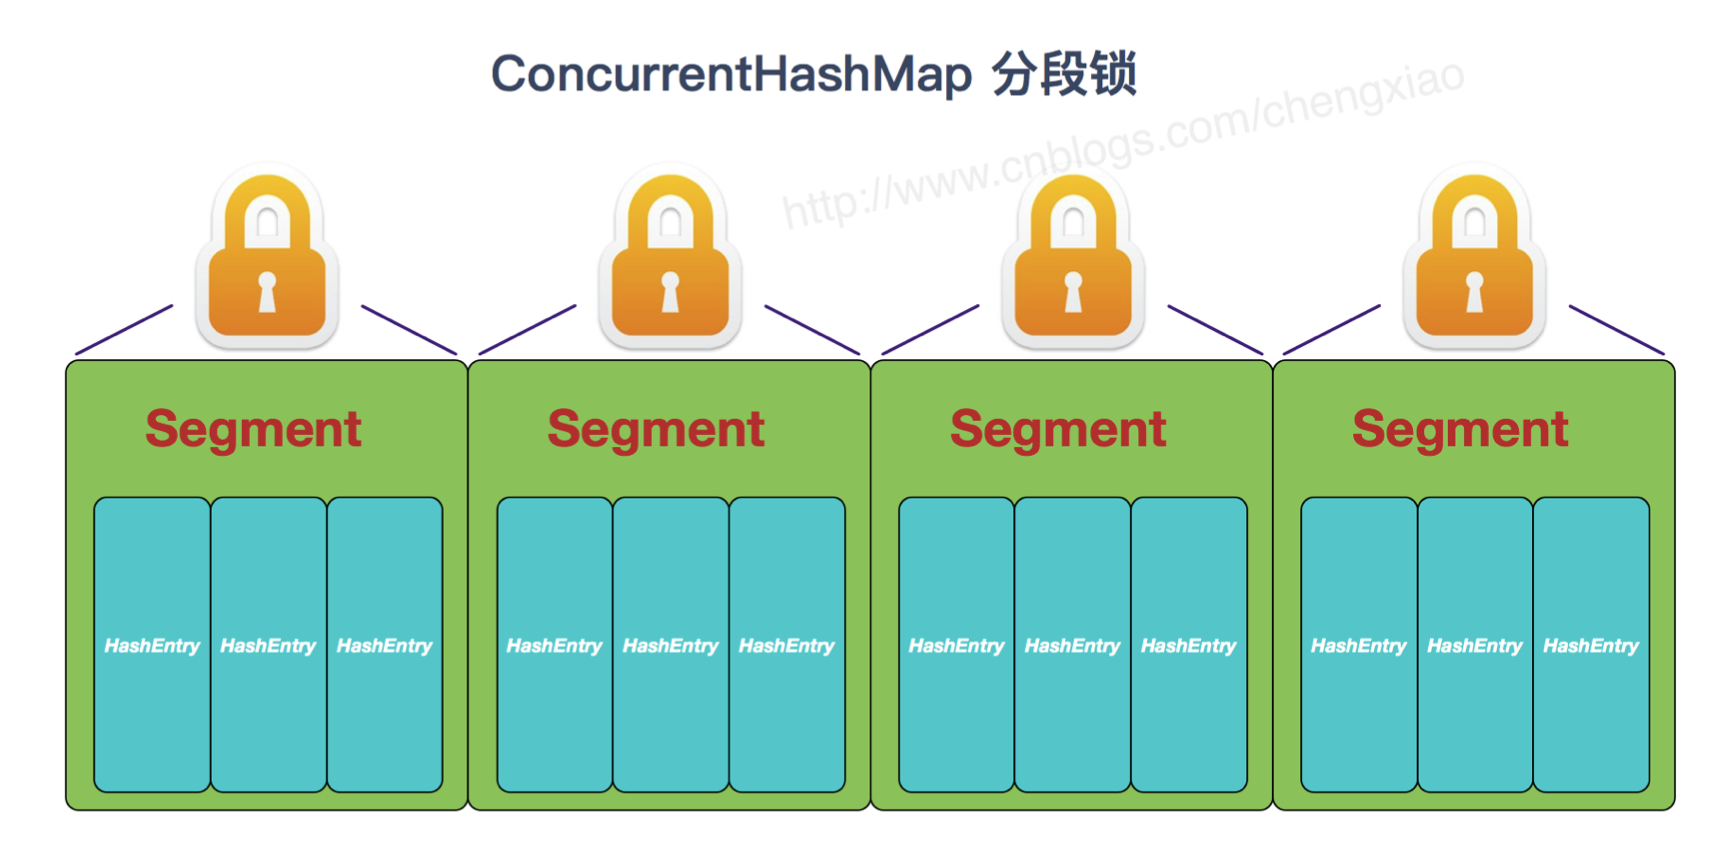 ConcurrentHashMap 分段锁
http://www.cnblogs.com/chengxiao
Segment Segment Segment Segment
HashEntry HashEntry HashEntry HashEntry HashEntry HashEntry HashEntry HashEntry HashEntry HashEntry HashEntry HashEntry